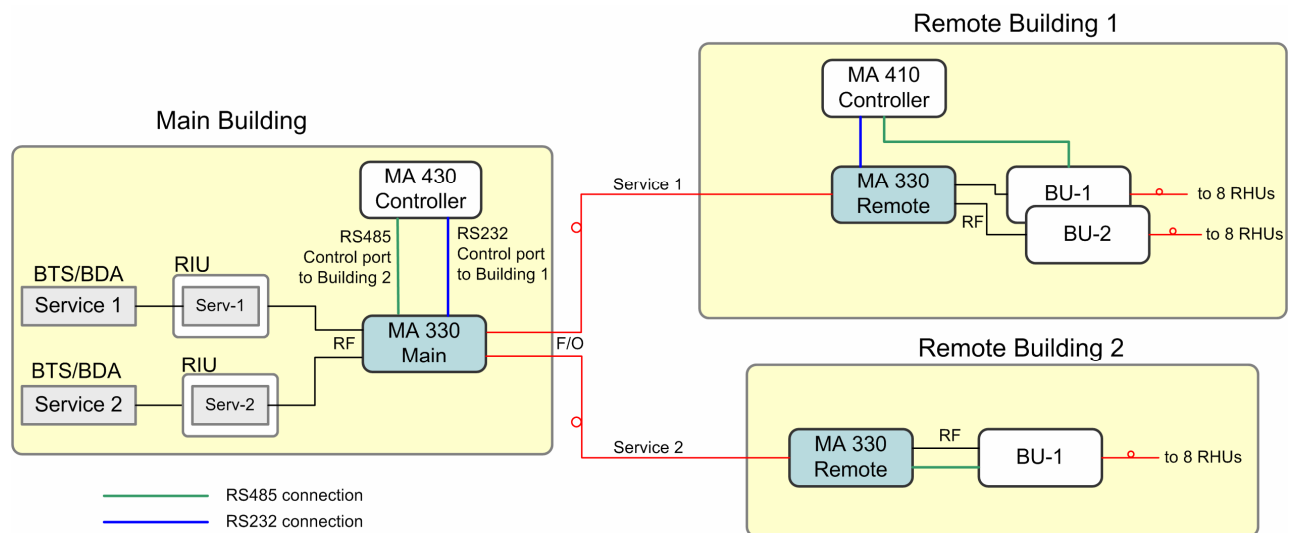 Main Building
MA 430
Controller
RS485
Control port
to Building 2
RS232
Control port
to Building 1
BTS/BDA
Service 1
RIU
Serv-1
BTS/BDA
Service 2
RIU
Serv-2
RF
MA 330
Main
F/O
Service 1
Service 2
Remote Building 1
MA 410
Controller
MA 330
Remote
RF
BU-1
BU-2
to 8 RHUs
to 8 RHUs
Remote Building 2
MA 330
Remote
RF
BU-1
to 8 RHUs
RS485 connection
RS232 connection